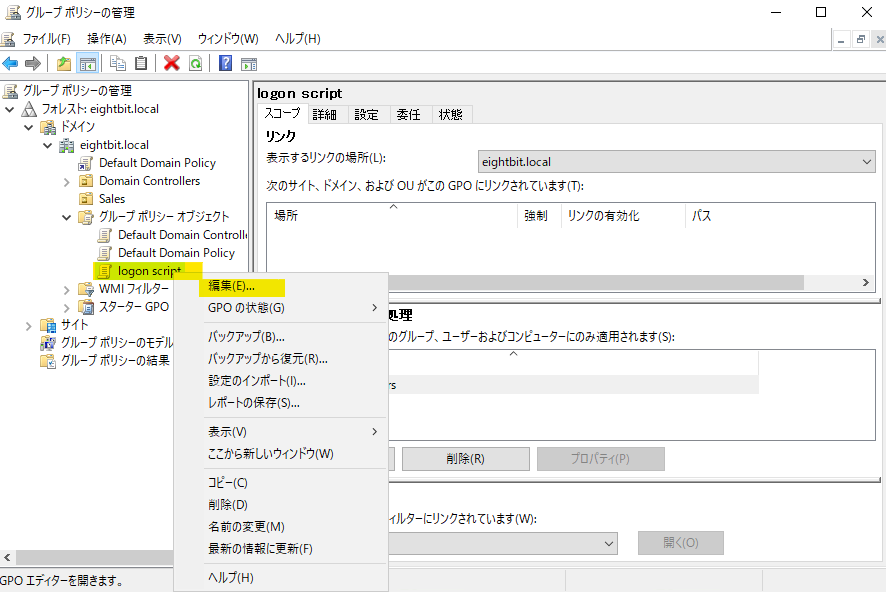 グループ ポリシーの管理
ファイル(F) 操作(A) 表示(V) ウィンドウ(W) ヘルプ(H)
グループ ポリシーの管理
フォレスト: eightbit.local
ドメイン
eightbit.local
Default Domain Policy
Domain Controllers
Sales
グループ ポリシー オブジェクト
Default Domain Controlle
Default Domain Policy
logon script
WMI フィルター
スターター GPO
サイト
グループ ポリシーのモデル
グループ ポリシーの結果
編集(E)...
GPO の状態(G)
バックアップ(B)...
バックアップから復元(R)...
設定のインポート(I)...
レポートの保存(S)...
表示(V)
ここから新しいウィンドウ(W)
コピー(C)
削除(D)
名前の変更(M)
最新の情報に更新(F)
ヘルプ(H)
logon script
スコープ 詳細 設定 委任 状態
リンク
表示するリンクの場所(L): eightbit.local
次のサイト、ドメイン、および OU がこの GPO にリンクされています(T):
場所 強制 リンクの有効化 パス
処理
のグループ、ユーザーおよびコンピューターにのみ適用されます(S):
rs
削除(R) プロパティ(P)
ィルターにリンクされています(W):
開く(O)
GPO エディターを開きます。